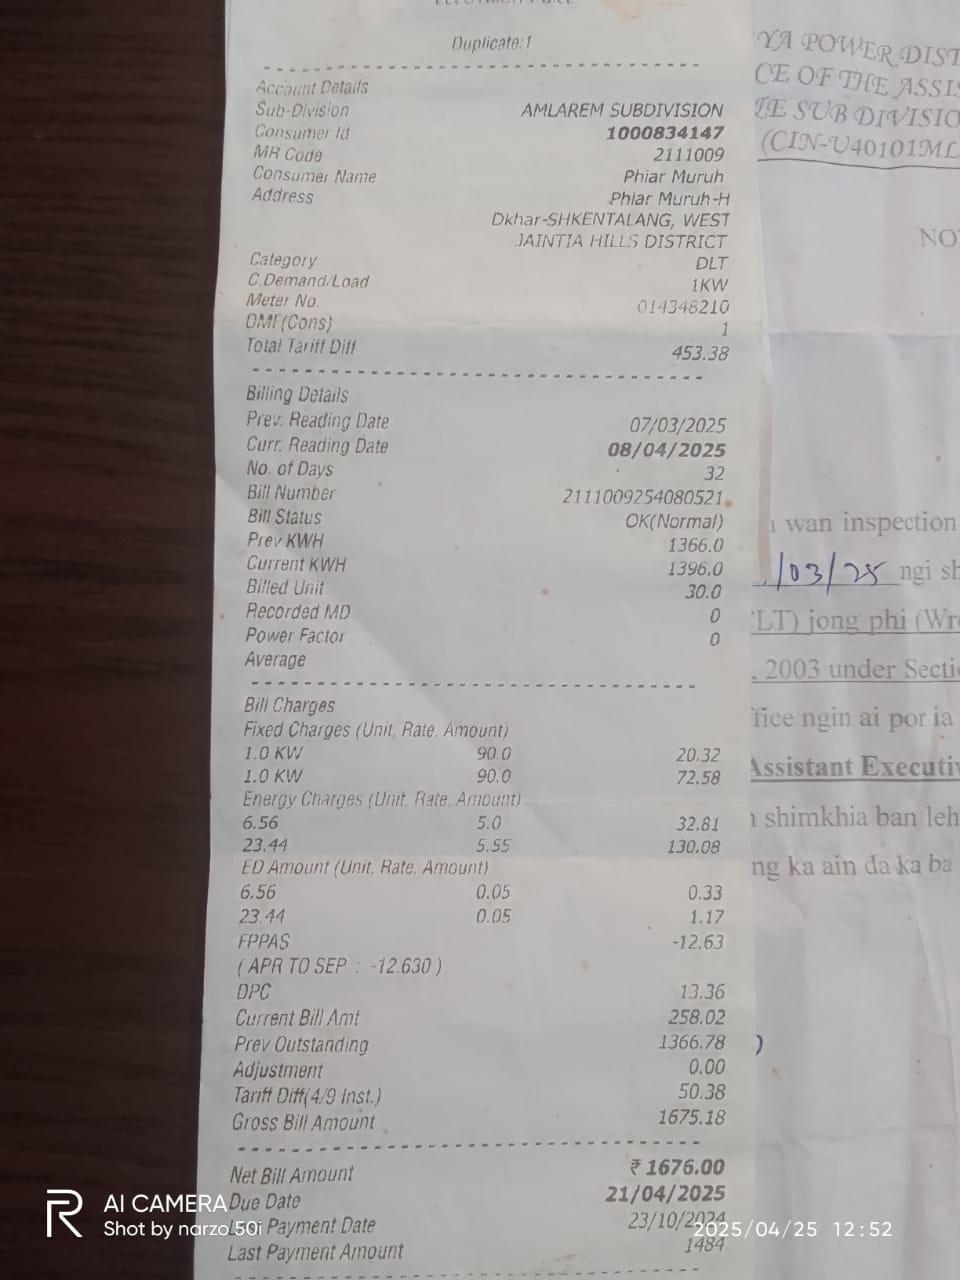 Duplicate:1
Account Details
Sub-Division AMLAREM SUBDIVISION
Consumer Id 1000834147
MR Code 2111009
Consumer Name Phiar Muruh
Address Phiar Muruh-H
Dkhar-SHKENTALANG, WEST
JAINTIA HILLS DISTRICT
Category DLT
C.Demand/Load 1KW
Meter No. 014348210
OMF(Cons) 1
Total Tariff Diff 453.38
Billing Details
Prev. Reading Date 07/03/2025
Curr. Reading Date 08/04/2025
No. of Days 32
Bill Number 2111009254080521
Bill Status OK(Normal)
Prev KWH 1366.0
Current KWH 1396.0
Billed Unit 30.0
Recorded MD 0
Power Factor 0
Average
Bill Charges
Fixed Charges (Unit, Rate, Amount)
1.0 KW 90.0 20.32
1.0 KW 90.0 72.58
Energy Charges (Unit, Rate, Amount)
6.56 5.0 32.81
23.44 5.55 130.08
ED Amount (Unit, Rate, Amount)
6.56 0.05 0.33
23.44 0.05 1.17
FPPAS -12.63
( APR TO SEP : -12.630 )
DPC 13.36
Current Bill Amt 258.02
Prev Outstanding 1366.78
Adjustment 0.00
Tariff Diff(4/9 Inst.) 50.38
Gross Bill Amount 1675.18
Net Bill Amount ₹ 1676.00
Due Date 21/04/2025
Payment Date 23/10/2024
Last Payment Amount 1484
YA POWER DIST
CE OF THE ASSIS
SUB DIVISIO
(CIN-U40101ML
NO
wan inspection
/03/25 ngi sh
LT) jong phi (Wr
, 2003 under Secti
ffice ngin ai por ia
Assistant Executiv
shimkhia ban leh
ng ka ain da ka ba
R AI CAMERA
Shot by narzo 50i
2025/04/25 12:52